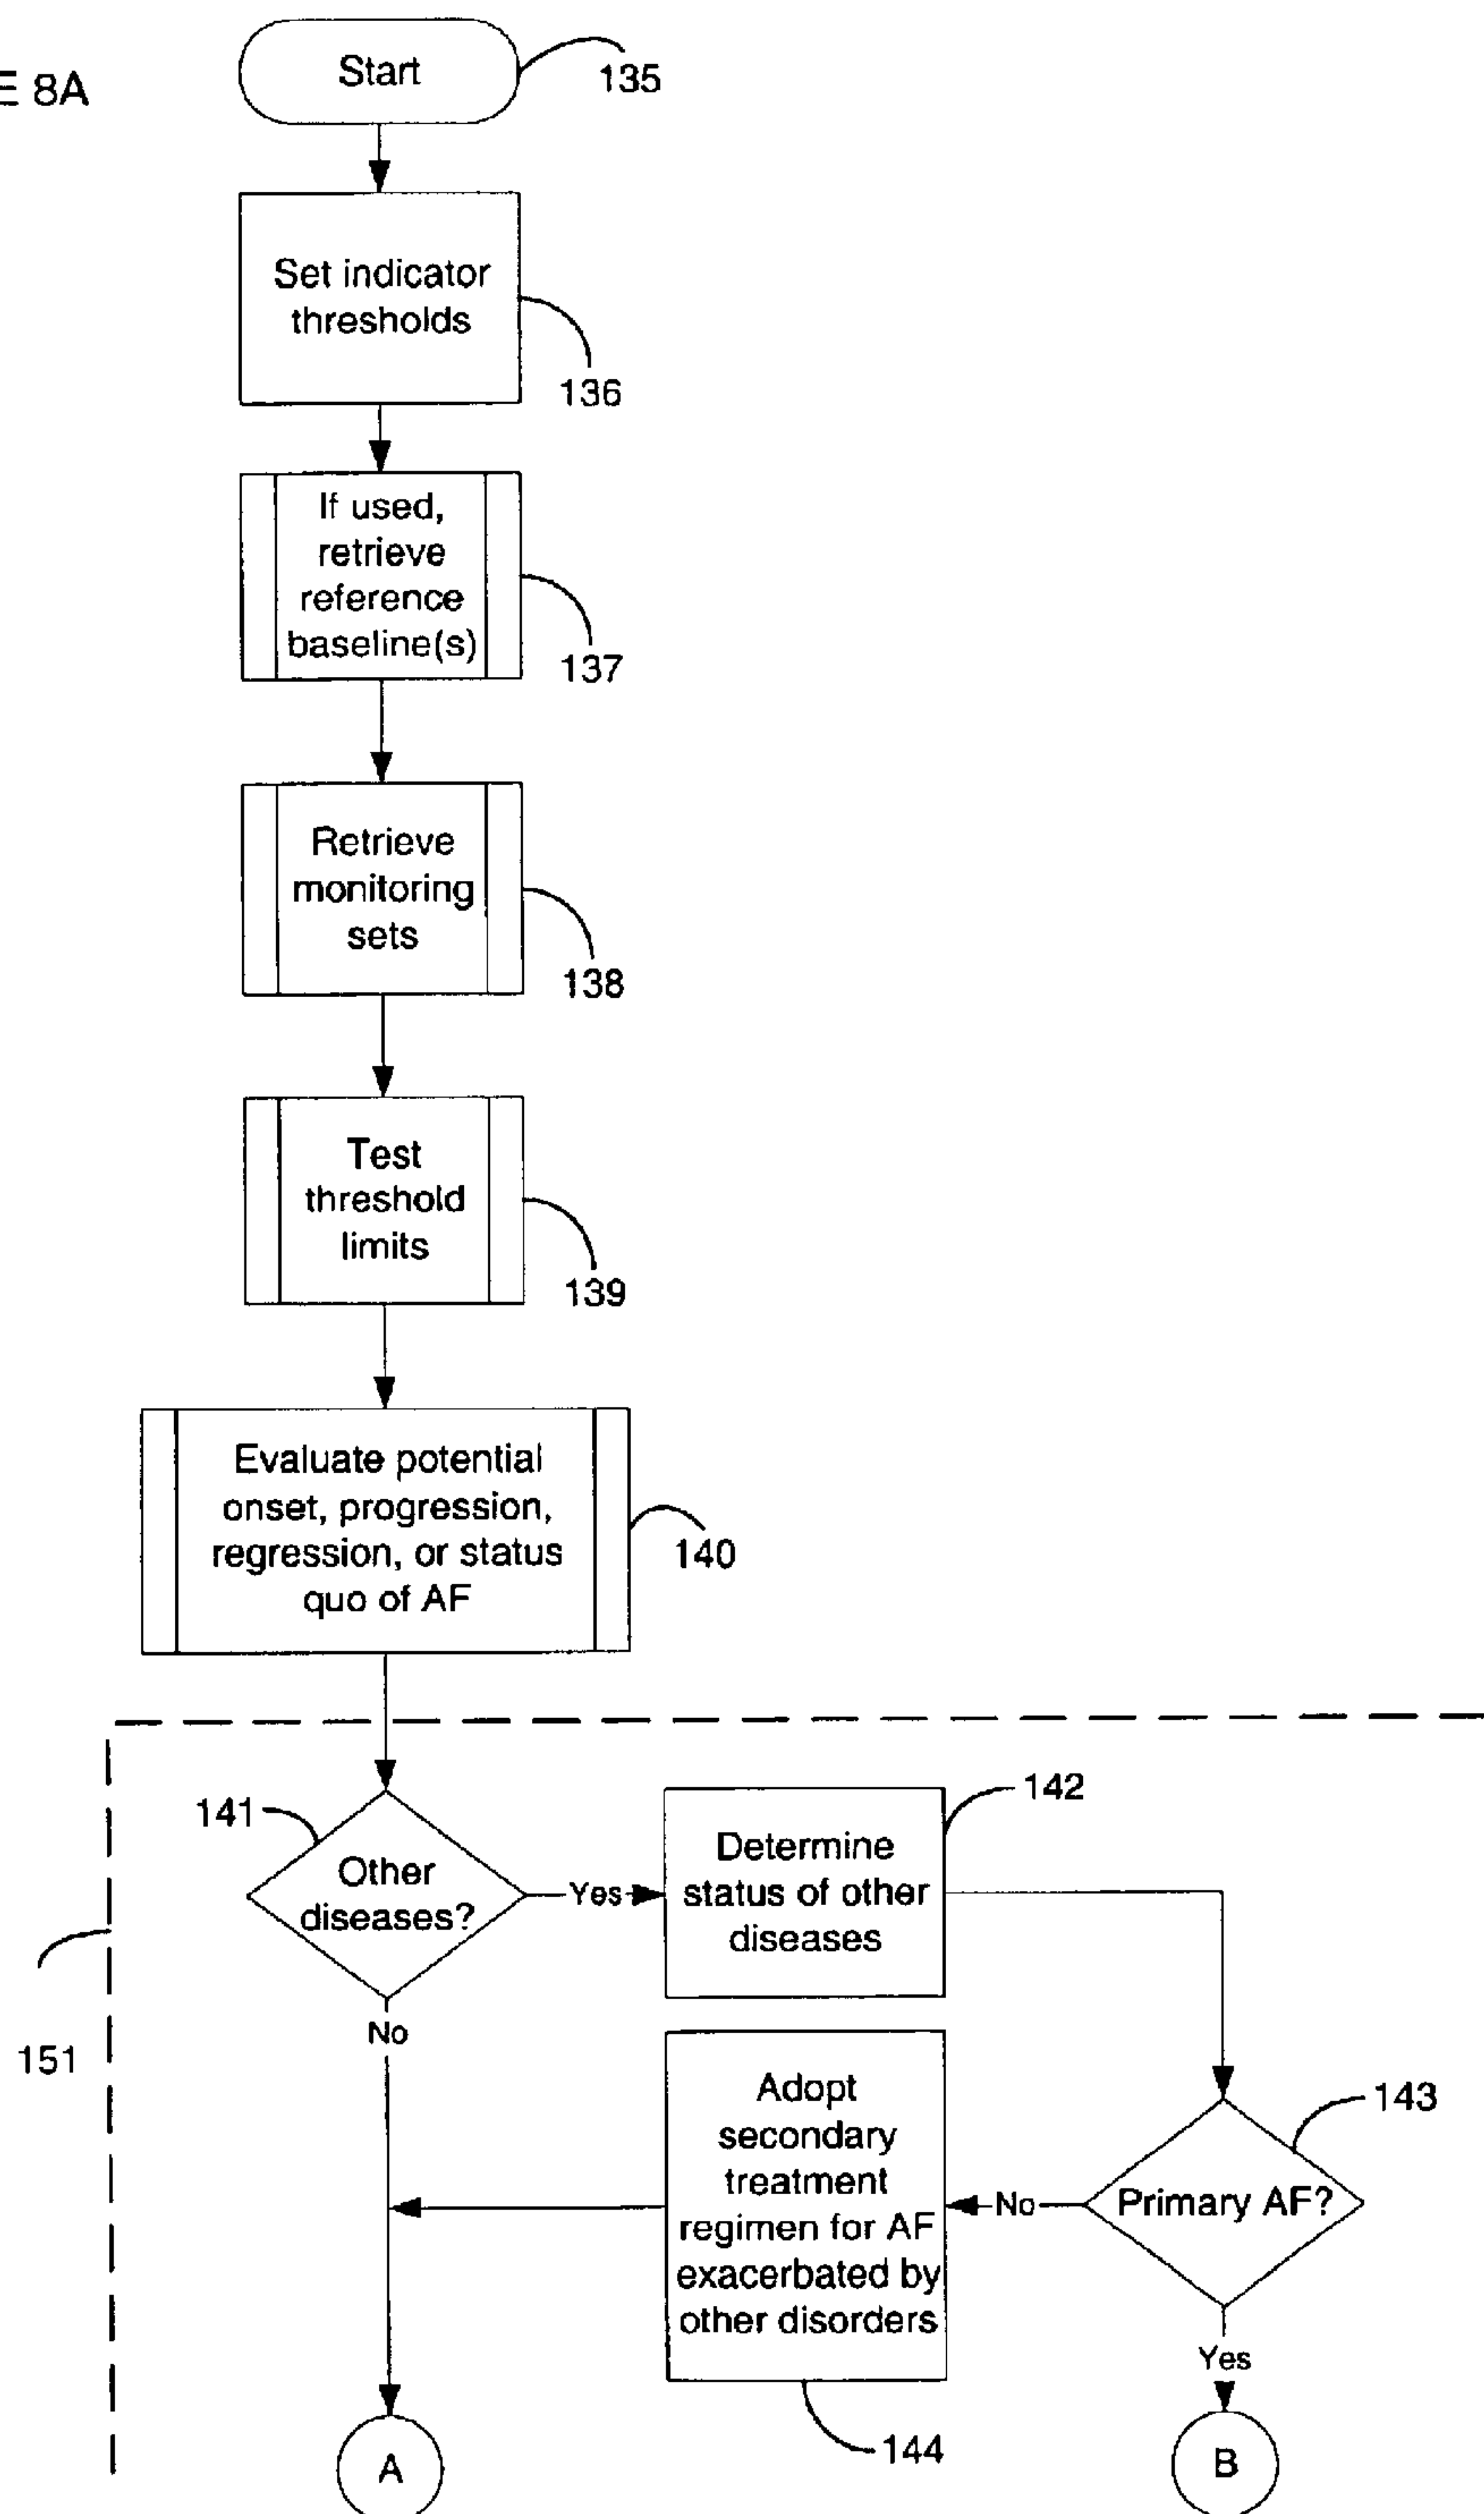 E 8A
Start
135
Set indicator
thresholds
136
If used,
retrieve
reference
baseline(s)
137
Retrieve
monitoring
sets
138
Test
threshold
limits
139
Evaluate potential
onset, progression,
regression, or status
quo of AF
140
141
Other
diseases?
Yes
142
Determine
status of other
diseases
No
151
143
Primary AF?
No
Adopt
secondary
treatment
regimen for AF
exacerbated by
other disorders
144
Yes
A
B